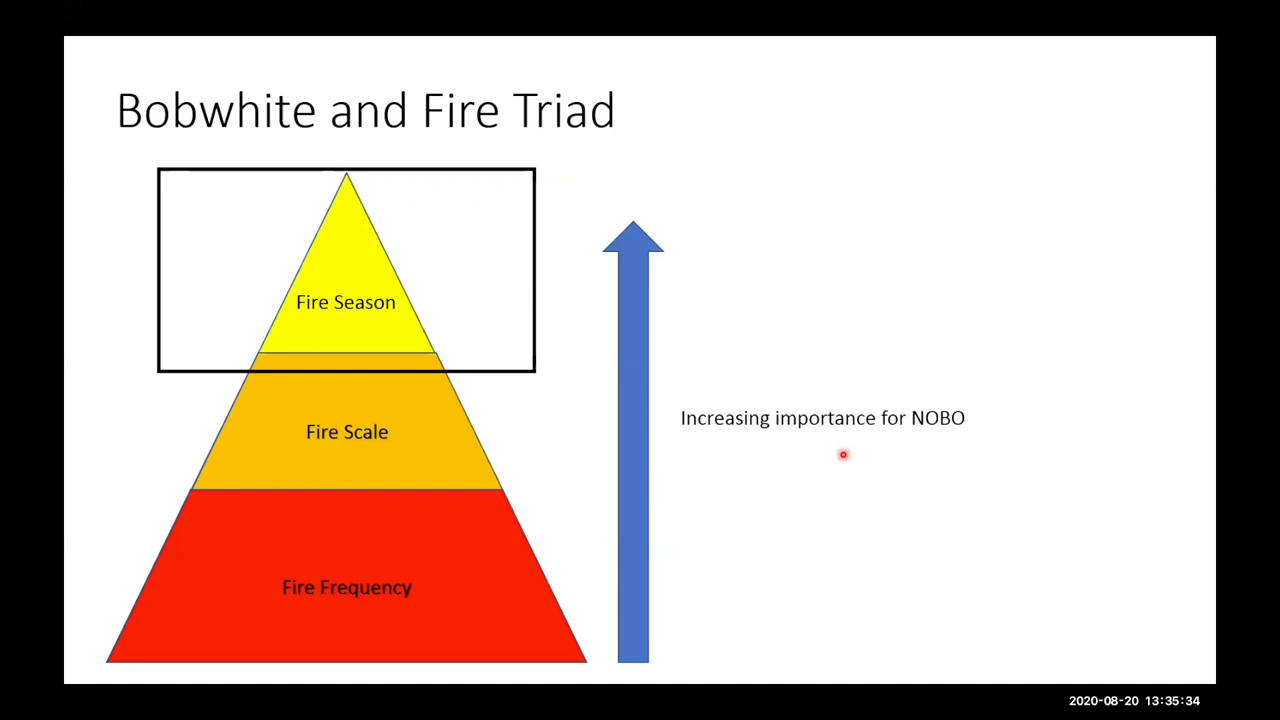 Bobwhite and Fire Triad
Fire Season
Fire Scale
Increasing importance for NOBO
Fire Frequency
2020-08-20 13:35:34